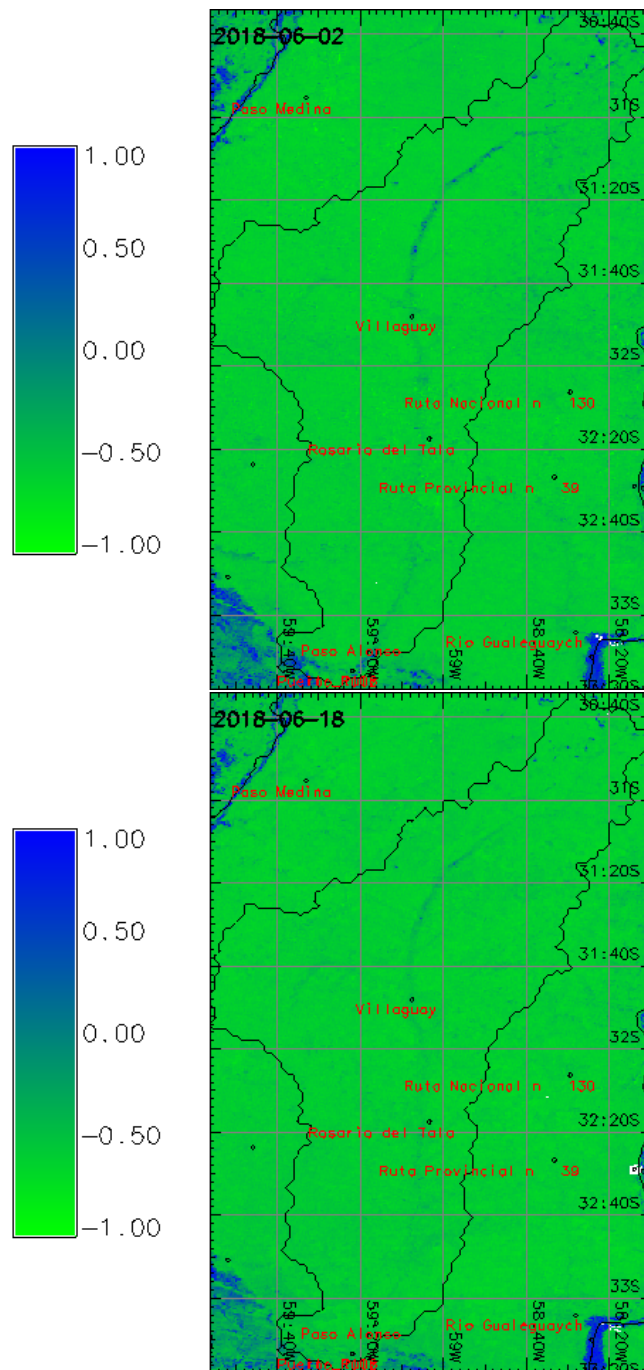 2018-06-02
30:40S
Paso Medina
31S
1.00
31:20S
0.50
31:40S
Villaguay
0.00
32S
Ruta Nacional n 130
-0.50
32:20S
Rosario del Tala
Ruta Provincial n 39
32:40S
-1.00
33S
Rio Gualeguaych
59:40W
59W
58:40W
58:20W
Paso Alonso
2018-06-18
30:40S
Paso Medina
31S
1.00
31:20S
0.50
31:40S
Villaguay
0.00
32S
Ruta Nacional n 130
-0.50
32:20S
Rosario del Tala
Ruta Provincial n 39
32:40S
-1.00
33S
Rio Gualeguaych
59:40W
59W
58:40W
58:20W
Paso Alonso